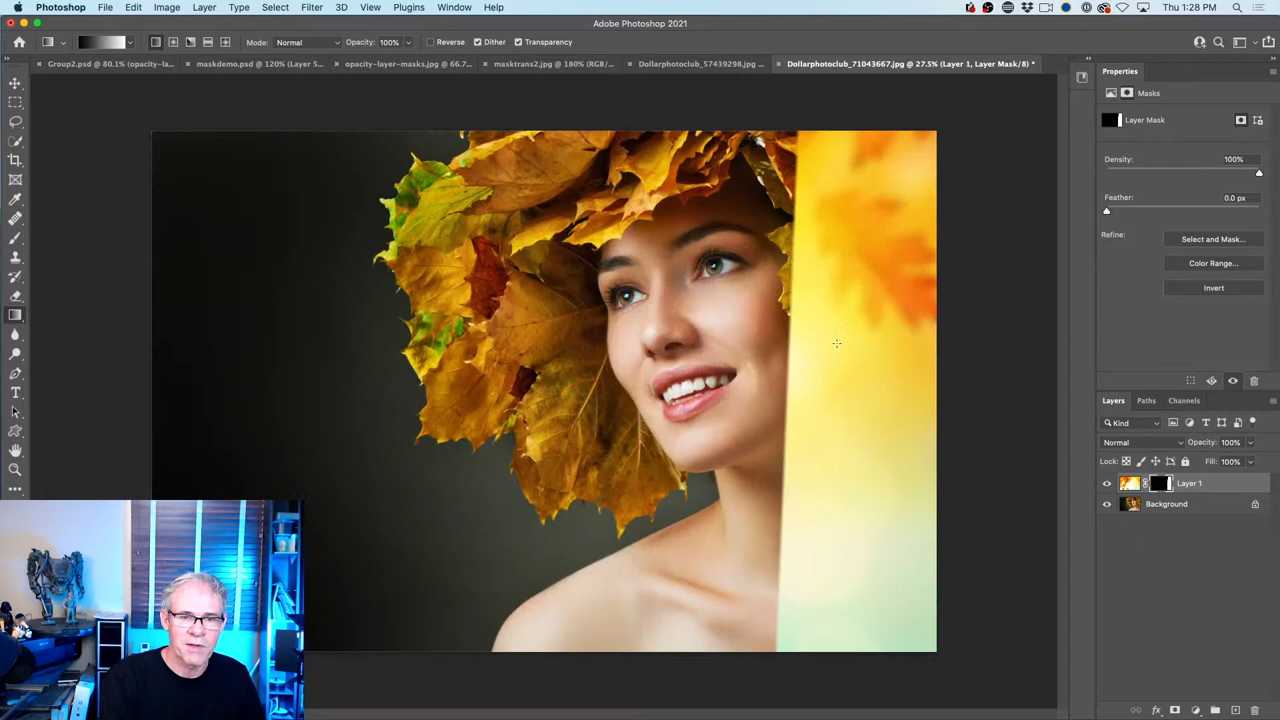 Photoshop File Edit Image Layer Type Select Filter 3D View Plugins Window Help Thu 1:28 PM
Adobe Photoshop 2021
Mode: Normal Opacity: 100% Reverse Dither Transparency
Group2.psd @ 80.1% (opacity-la... maskdemo.psd @ 120% (Layer 5... opacity-layer-masks.jpg @ 66.7... masktrans2.jpg @ 180% (RGB/... Dollarphotoclub_57439298.jpg ... Dollarphotoclub_71043667.jpg @ 27.5% (Layer 1, Layer Mask/8) *
Properties
Masks
Layer Mask
Density: 100%
Feather: 0.0 px
Refine: Select and Mask...
Color Range...
Invert
Layers Paths Channels
Kind
Normal Opacity: 100%
Lock: Fill: 100%
Layer 1
Background